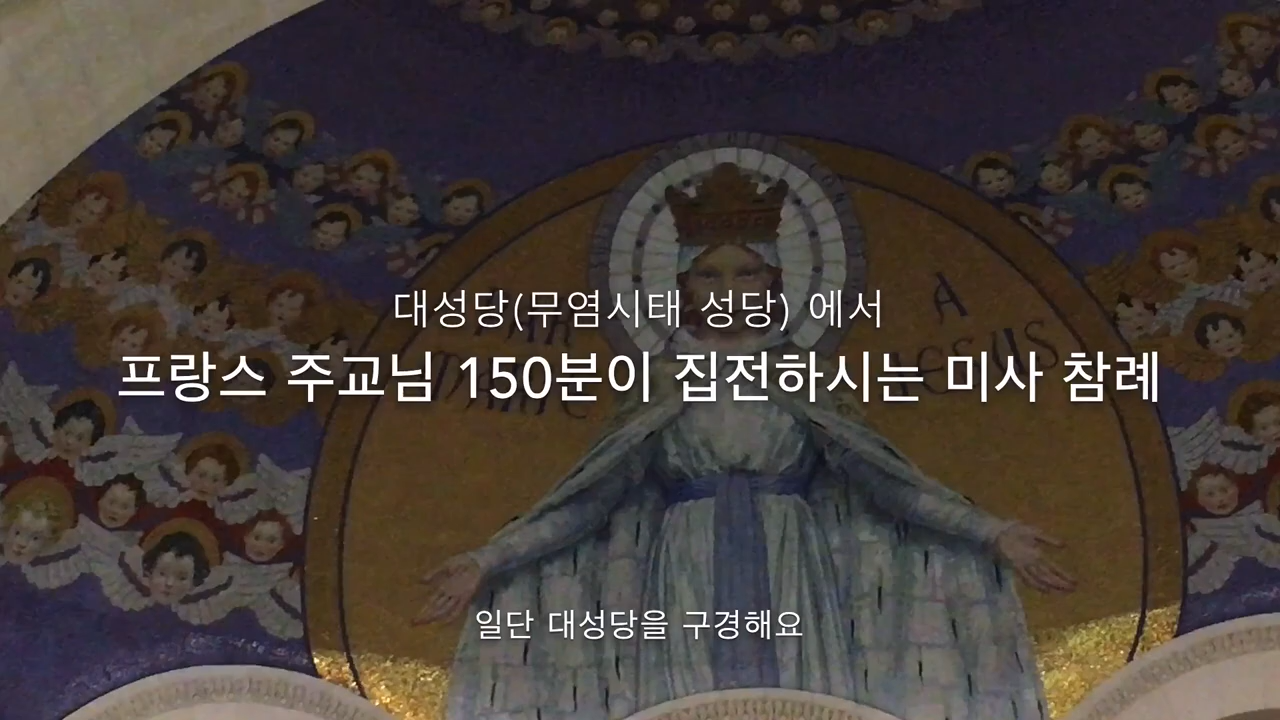 대성당(무염시태 성당) 에서
프랑스 주교님 150분이 집전하시는 미사 참례
A
일단 대성당을 구경해요